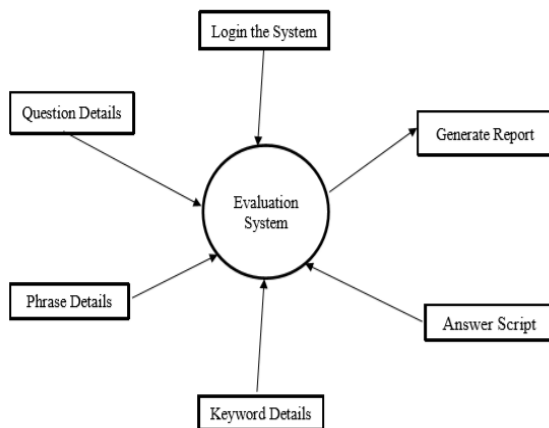 Login the System
Question Details
Generate Report
Evaluation
System
Phrase Details
Answer Script
Keyword Details